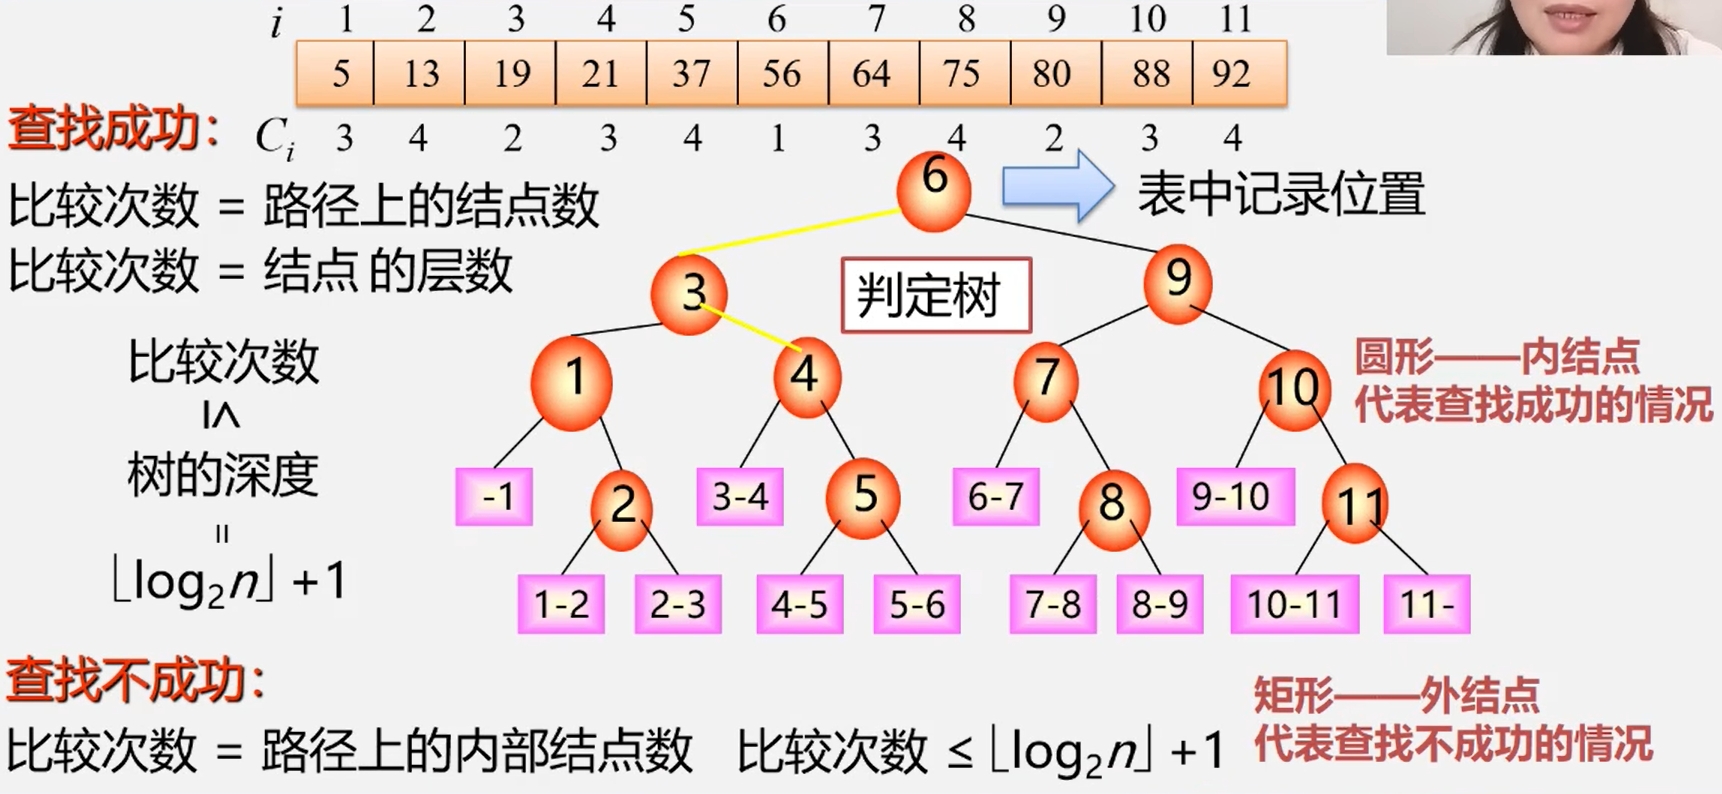 i 1 2 3 4 5 6 7 8 9 10 11
5 13 19 21 37 56 64 75 80 88 92
查找成功：
Ci 3 4 2 3 4 1 3 4 2 3 4
比较次数 = 路径上的结点数
比较次数 = 结点 的层数
6
表中记录位置
3
判定树
9
比较次数
≤
树的深度
=
⌊log₂n⌋ +1
1
4
7
10
圆形——内结点
代表查找成功的情况
-1
2
3-4
5
6-7
8
9-10
11
1-2
2-3
4-5
5-6
7-8
8-9
10-11
11-
查找不成功：
比较次数 = 路径上的内部结点数 比较次数 ≤ ⌊log₂n⌋ +1
矩形——外结点
代表查找不成功的情况